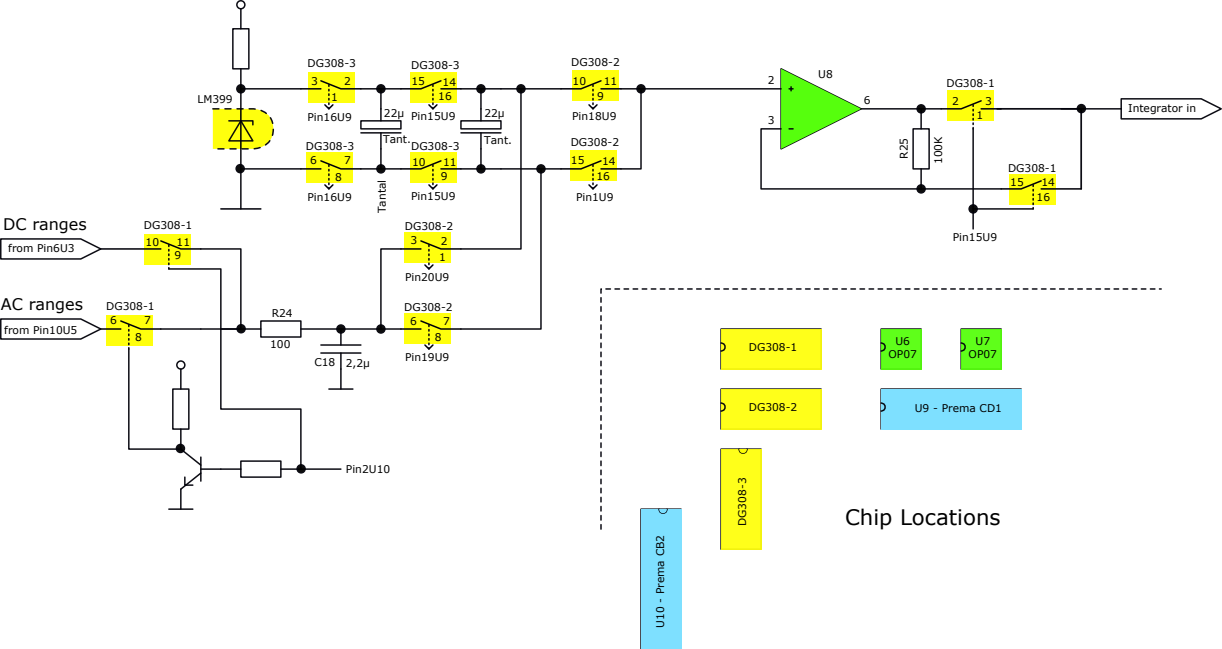 DG308-3
3 2
1
Pin16U9
DG308-3
15 14
16
Pin15U9
DG308-2
10 11
9
Pin18U9
U8
2
+
3
-
6
DG308-1
2 3
1
Integrator in
LM399
22µ
Tant.
22µ
Tant.
R25
100K
DG308-3
6 7
8
Pin16U9
Tantal
DG308-3
10 11
9
Pin15U9
DG308-2
15 14
16
Pin1U9
DG308-1
15 14
16
Pin15U9
DC ranges
from Pin6U3
DG308-1
10 11
9
DG308-2
3 2
1
Pin20U9
AC ranges
from Pin10U5
DG308-1
6 7
8
R24
100
C18 2,2µ
DG308-2
6 7
8
Pin19U9
Pin2U10
DG308-1
U6
OP07
U7
OP07
DG308-2
U9 - Prema CD1
DG308-3
U10 - Prema CB2
Chip Locations